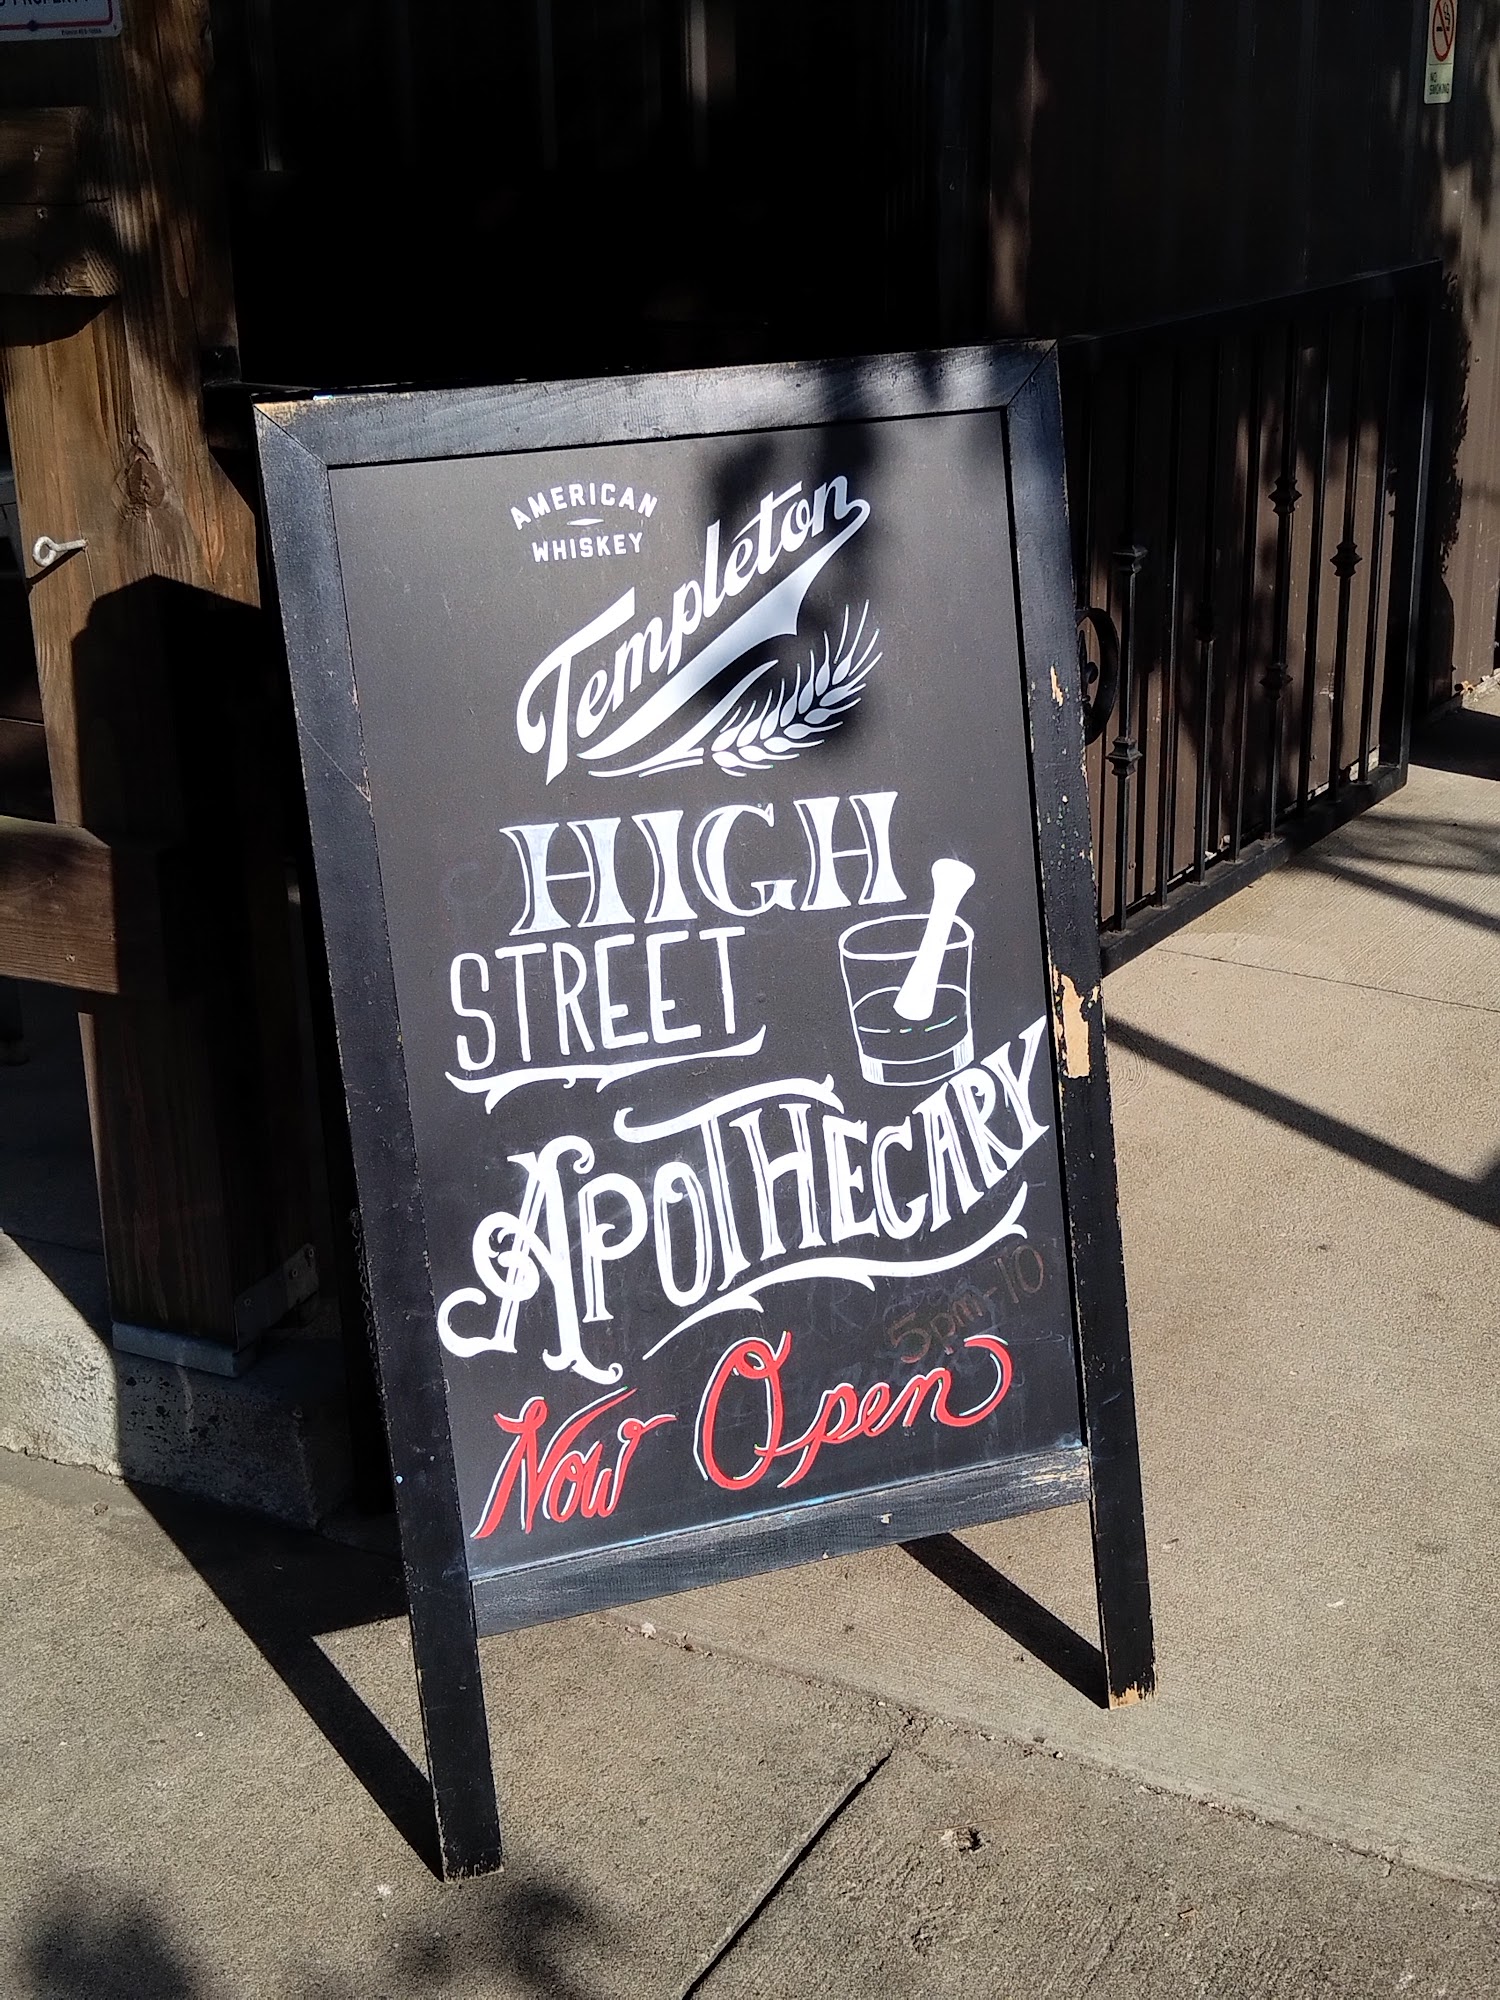 NO
SMOKING
AMERICAN
WHISKEY
Templeton
HIGH
STREET
APOTHECARY
5pm-10
Now Open